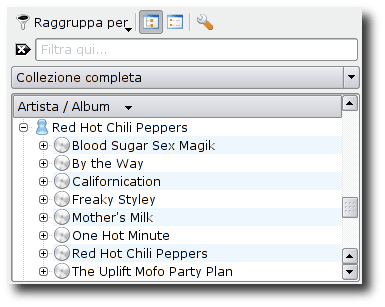 Raggruppa per
Filtra qui...
Collezione completa
Artista / Album
Red Hot Chili Peppers
Blood Sugar Sex Magik
By the Way
Californication
Freaky Styley
Mother's Milk
One Hot Minute
Red Hot Chili Peppers
The Uplift Mofo Party Plan